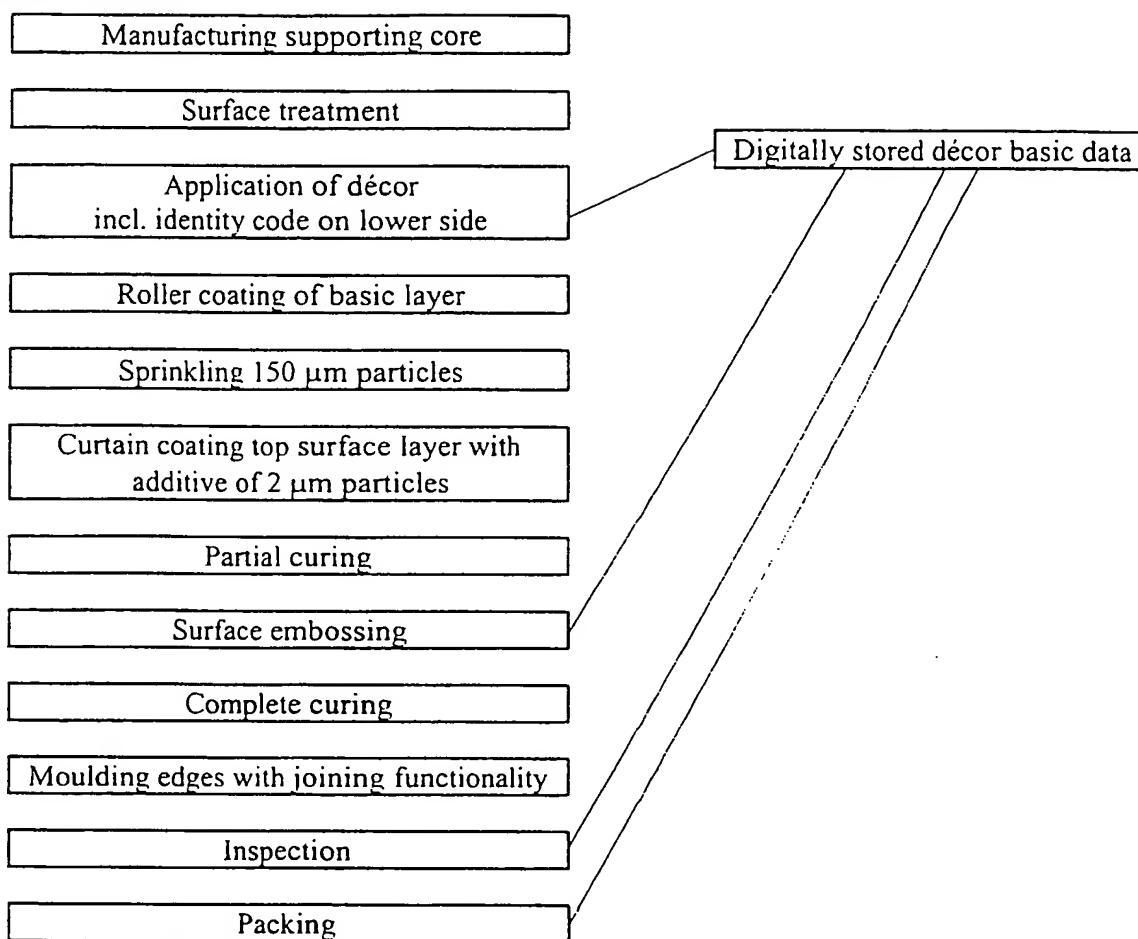 Manufacturing supporting core
Surface treatment
Digitally stored décor basic data
Application of décor
incl. identity code on lower side
Roller coating of basic layer
Sprinkling 150 µm particles
Curtain coating top surface layer with
additive of 2 µm particles
Partial curing
Surface embossing
Complete curing
Moulding edges with joining functionality
Inspection
Packing